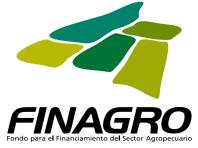 FINAGRO
Fondo para el Financiamiento del Sector Agropecuario